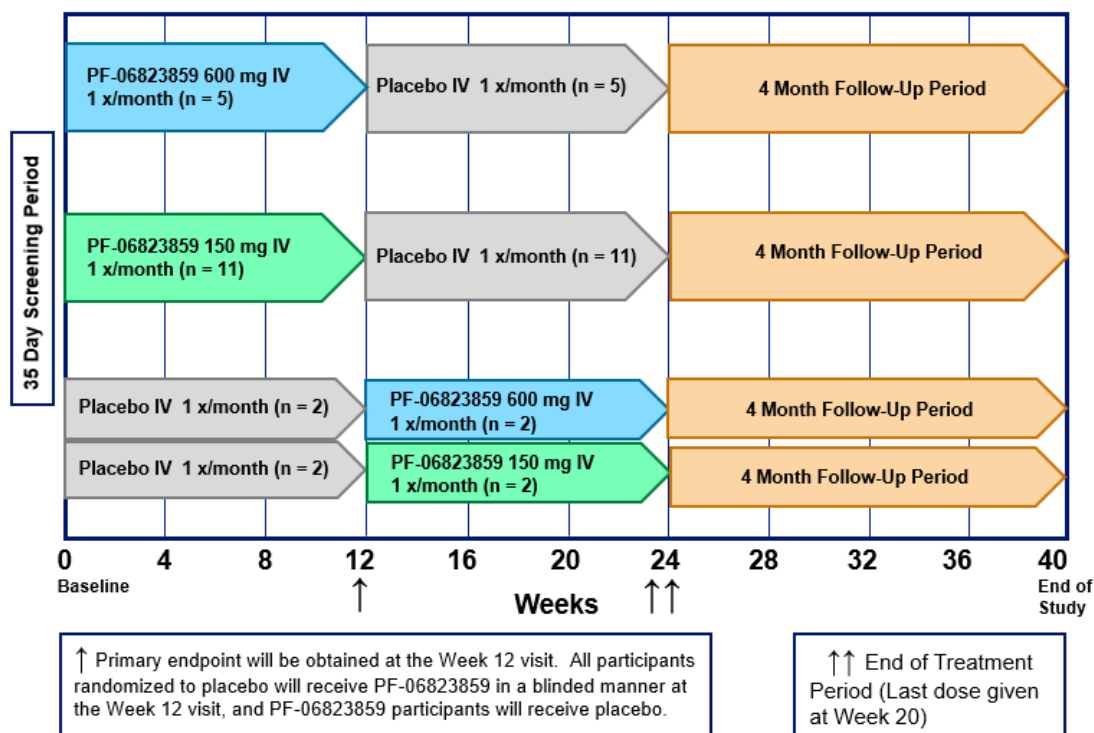 35 Day Screening Period
PF-06823859 600 mg IV
1 x/month (n = 5)
Placebo IV  1 x/month (n = 5)
4 Month Follow-Up Period
PF-06823859 150 mg IV
1 x/month (n = 11)
Placebo IV  1 x/month (n = 11)
4 Month Follow-Up Period
Placebo IV  1 x/month (n = 2)
PF-06823859 600 mg IV
1 x/month (n = 2)
4 Month Follow-Up Period
Placebo IV  1 x/month (n = 2)
PF-06823859 150 mg IV
1 x/month (n = 2)
4 Month Follow-Up Period
0 4 8 12 16 20 24 28 32 36 40
Baseline
↑
Weeks
↑↑
End of
Study
↑ Primary endpoint will be obtained at the Week 12 visit.  All participants
randomized to placebo will receive PF-06823859 in a blinded manner at
the Week 12 visit, and PF-06823859 participants will receive placebo.
↑↑ End of Treatment
Period (Last dose given
at Week 20)